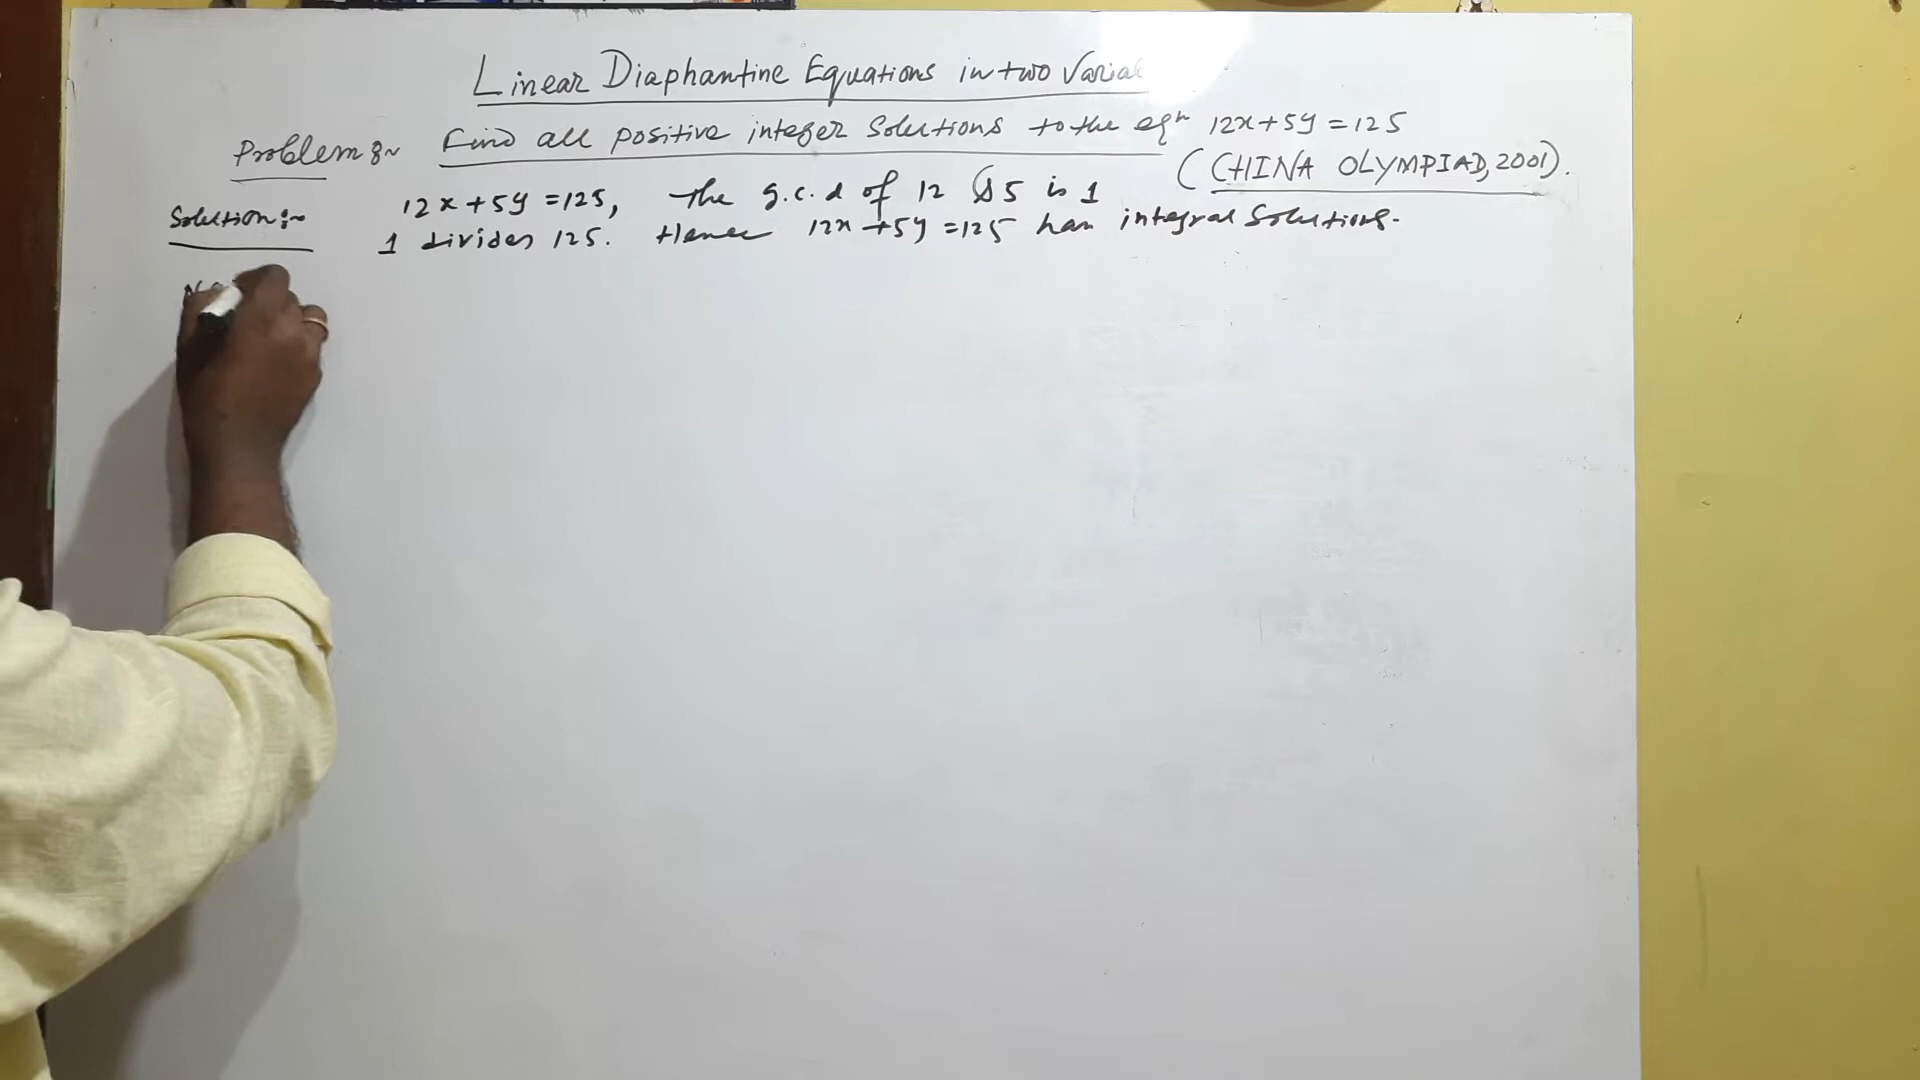 Linear Diaphantine Equations in two
Problem :~ Find all positive integer Solutions to the eqn 12x+5y=125
(CHINA OLYMPIAD, 2001).
Solution :~ 12x+5y=125, the g.c.d of 12 & 5 is 1
1 divides 125. Hence 12x+5y=125 has integral Solutions.